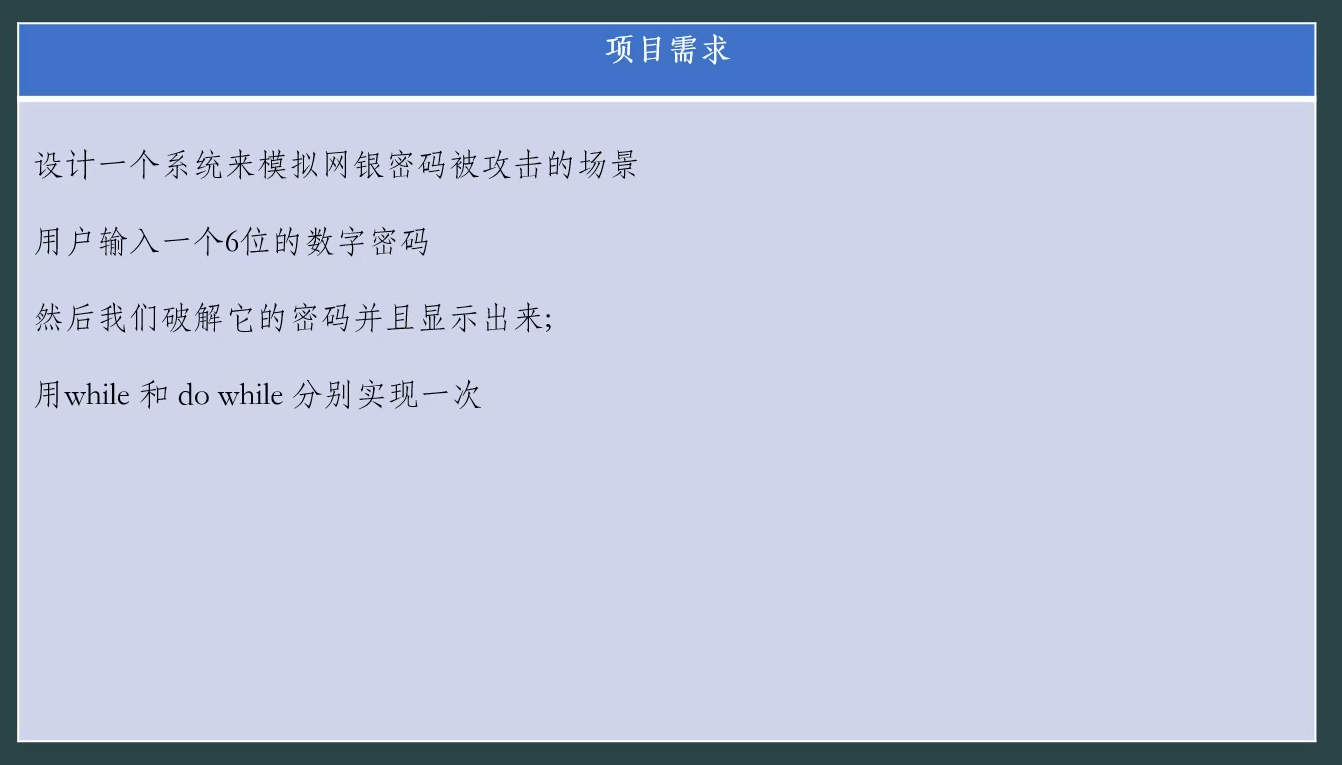 项目需求
设计一个系统来模拟网银密码被攻击的场景
用户输入一个6位的数字密码
然后我们破解它的密码并且显示出来;
用while 和 do while 分别实现一次